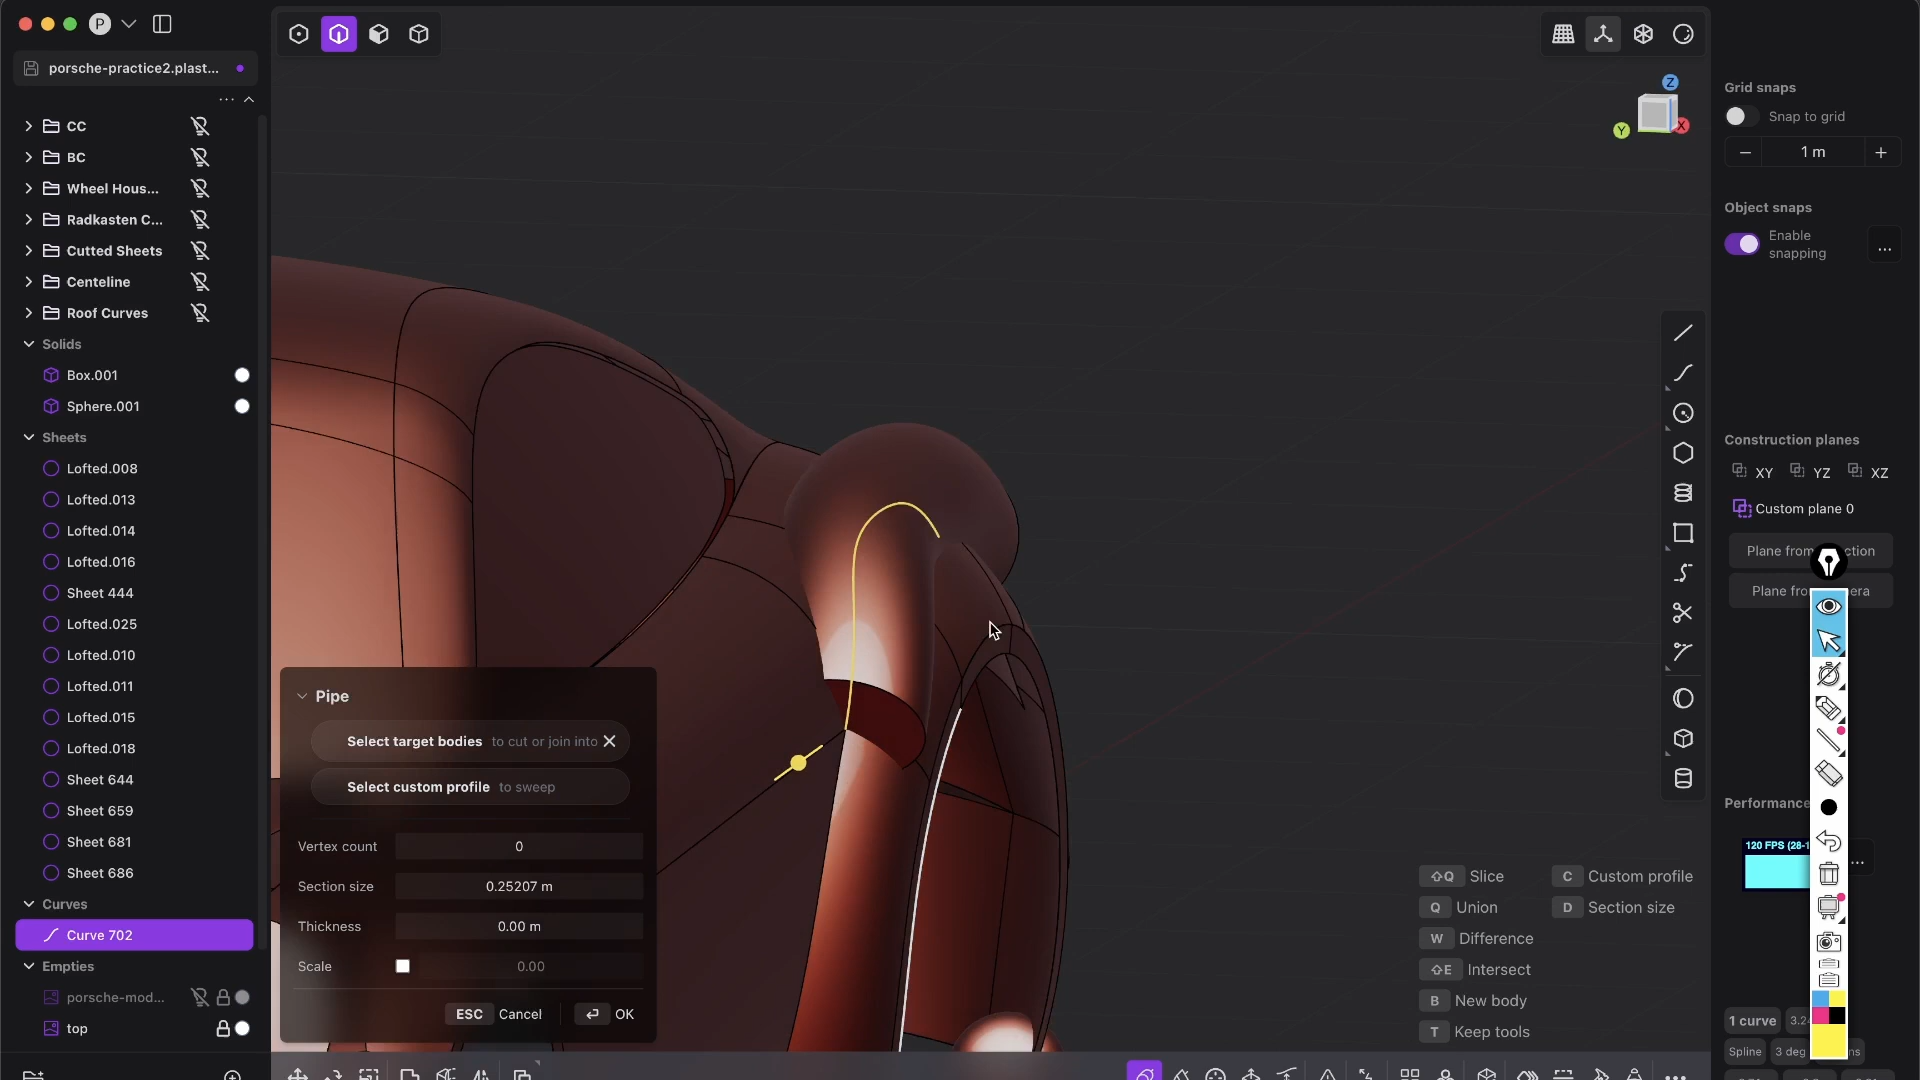 P
porsche-practice2.plast...
CC
BC
Wheel Hous...
Radkasten C...
Cutted Sheets
Centeline
Roof Curves
Solids
Box.001
Sphere.001
Sheets
Lofted.008
Lofted.013
Lofted.014
Lofted.016
Sheet 444
Lofted.025
Lofted.010
Lofted.011
Lofted.015
Lofted.018
Sheet 644
Sheet 659
Sheet 681
Sheet 686
Curves
Curve 702
Empties
porsche-mod...
top
Pipe
Select target bodies to cut or join into
Select custom profile to sweep
Vertex count 0
Section size 0.25207 m
Thickness 0.00 m
Scale 0.00
ESC Cancel OK
Q Slice
Q Union
W Difference
E Intersect
B New body
T Keep tools
C Custom profile
D Section size
Z
Y
X
Grid snaps
Snap to grid
1 m
Object snaps
Enable
snapping
Construction planes
XY YZ XZ
Custom plane 0
Plane from
Performance
120 FPS
1 curve
Spline 3 deg